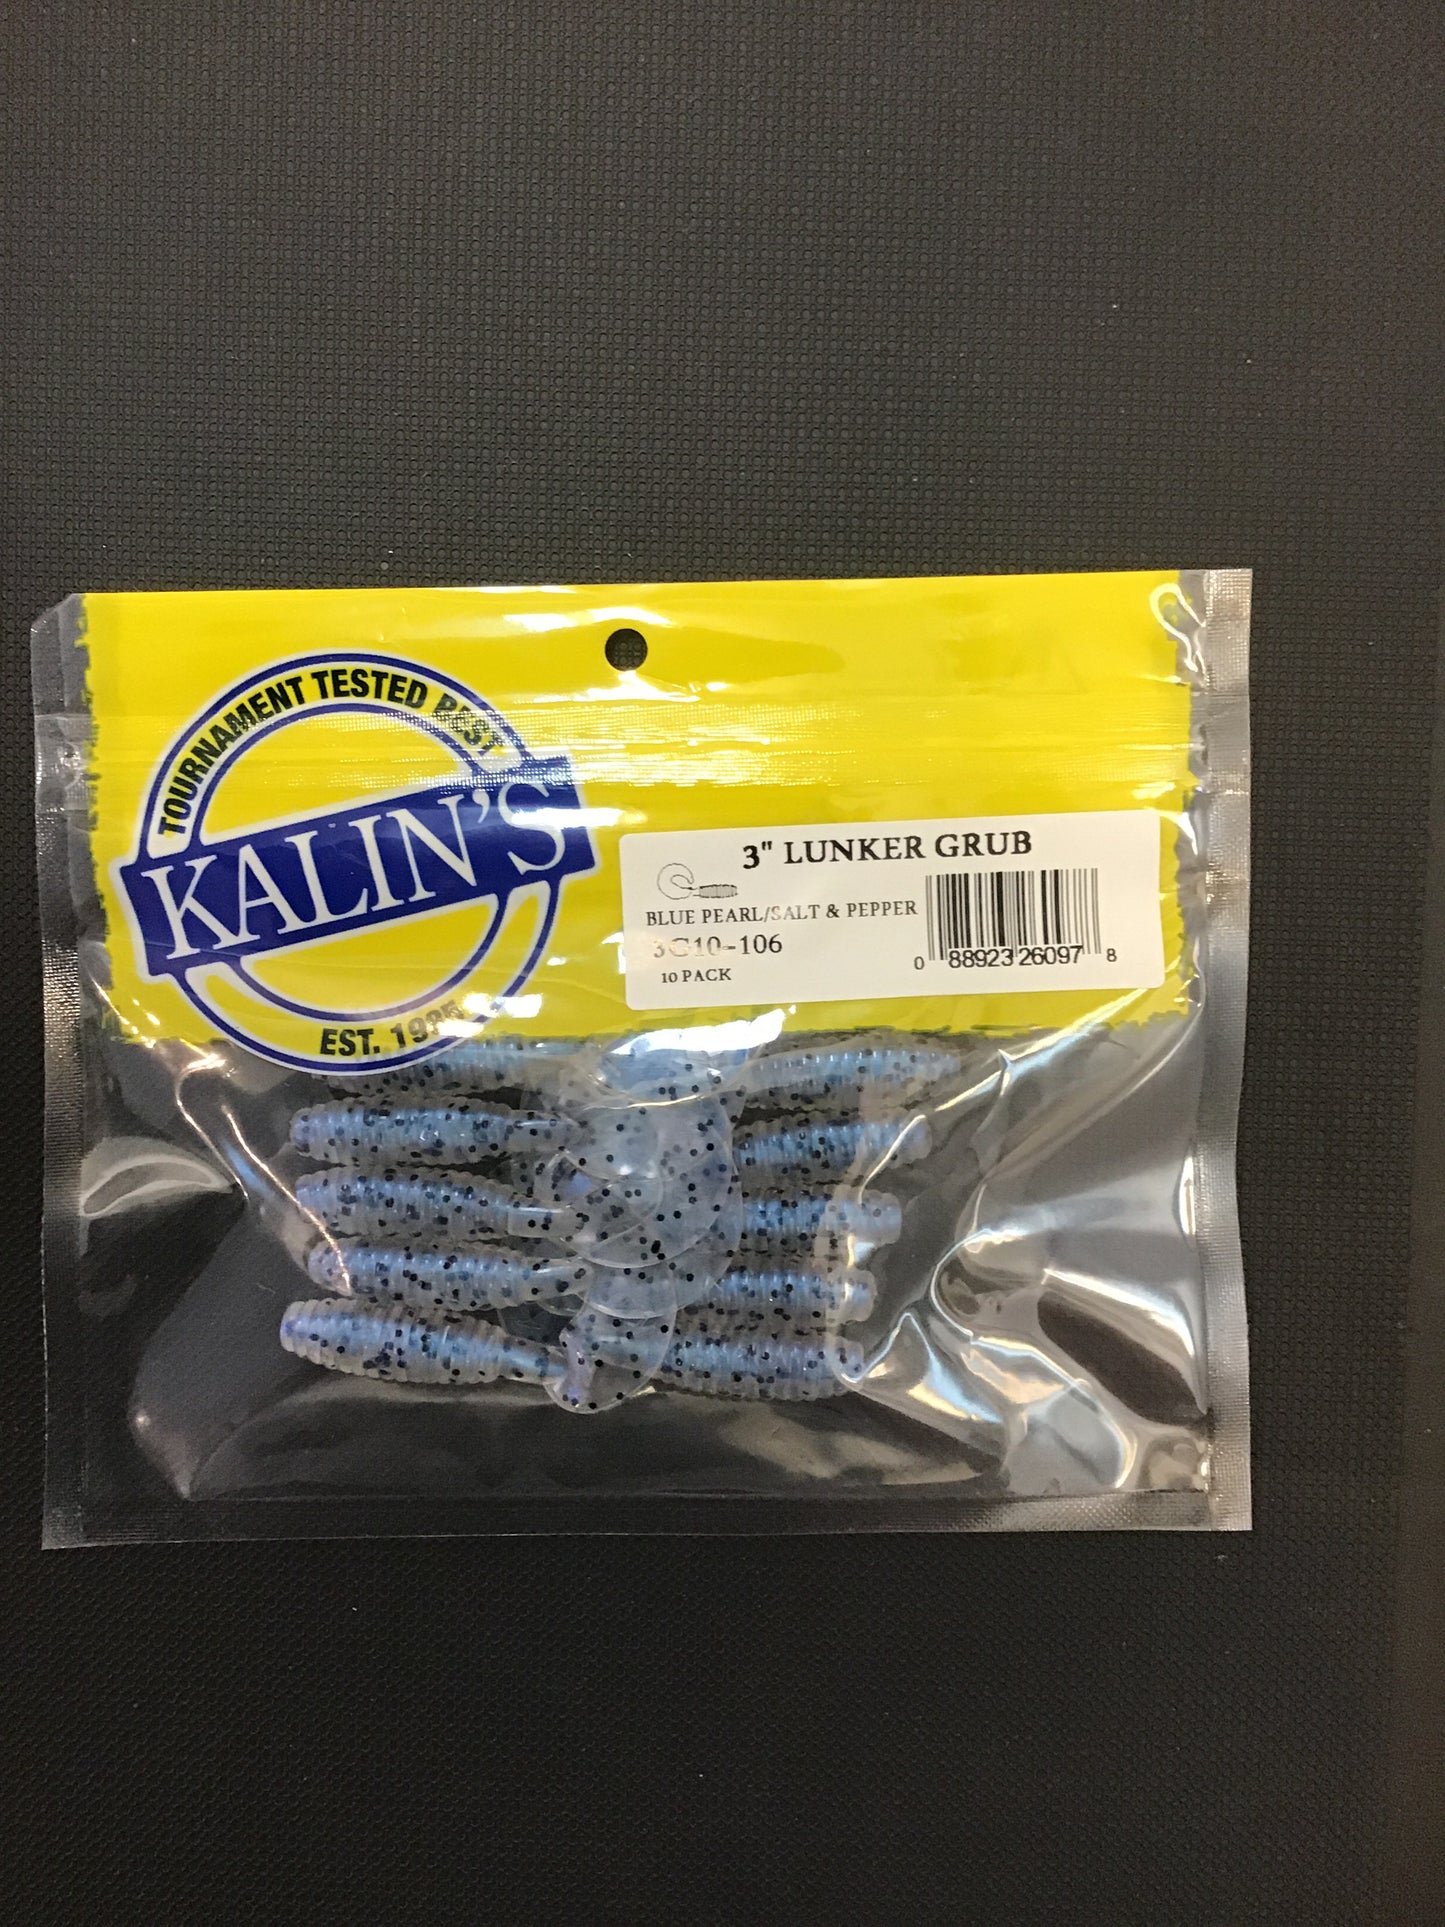 TOURNAMENT TESTED BEST
KALIN'S
EST.
3" LUNKER GRUB
BLUE PEARL/SALT & PEPPER
3G10-106
10 PACK
0 88923 26097 8